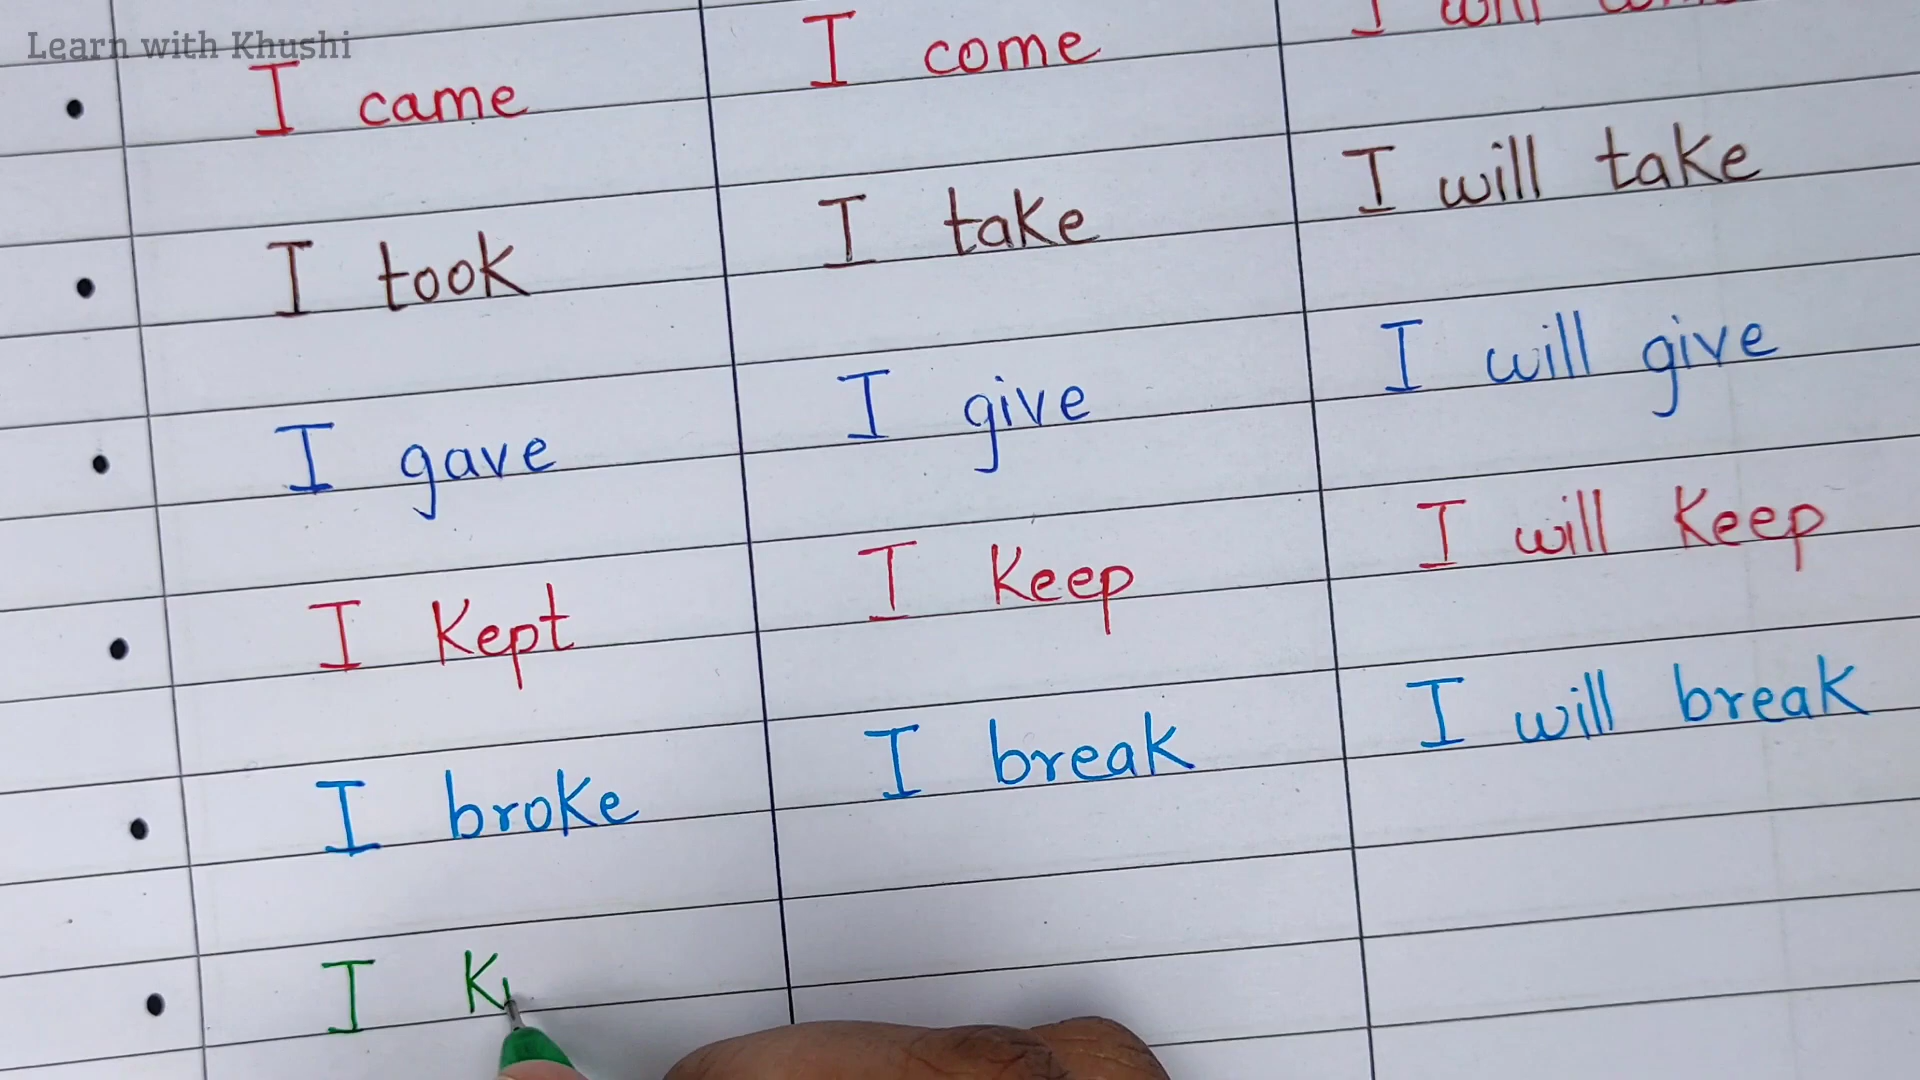 Learn with Khushi
I came I come I will
I took I take I will take
I gave I give I will give
I Kept I Keep I will Keep
I broke I break I will break
I K